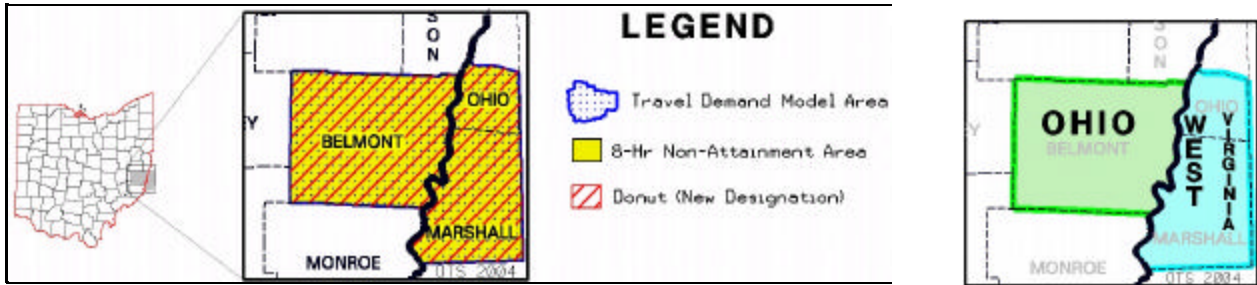 SON
LEGEND
OHIO
Travel Demand Model Area
Y
BELMONT
8-Hr Non-Attainment Area
Donut (New Designation)
MARSHALL
MONROE
OTS 2004
SON
OHIO
Y
OHIO
BELMONT
WEST
VIRGINIA
MARSHALL
MONROE
OTS 2004